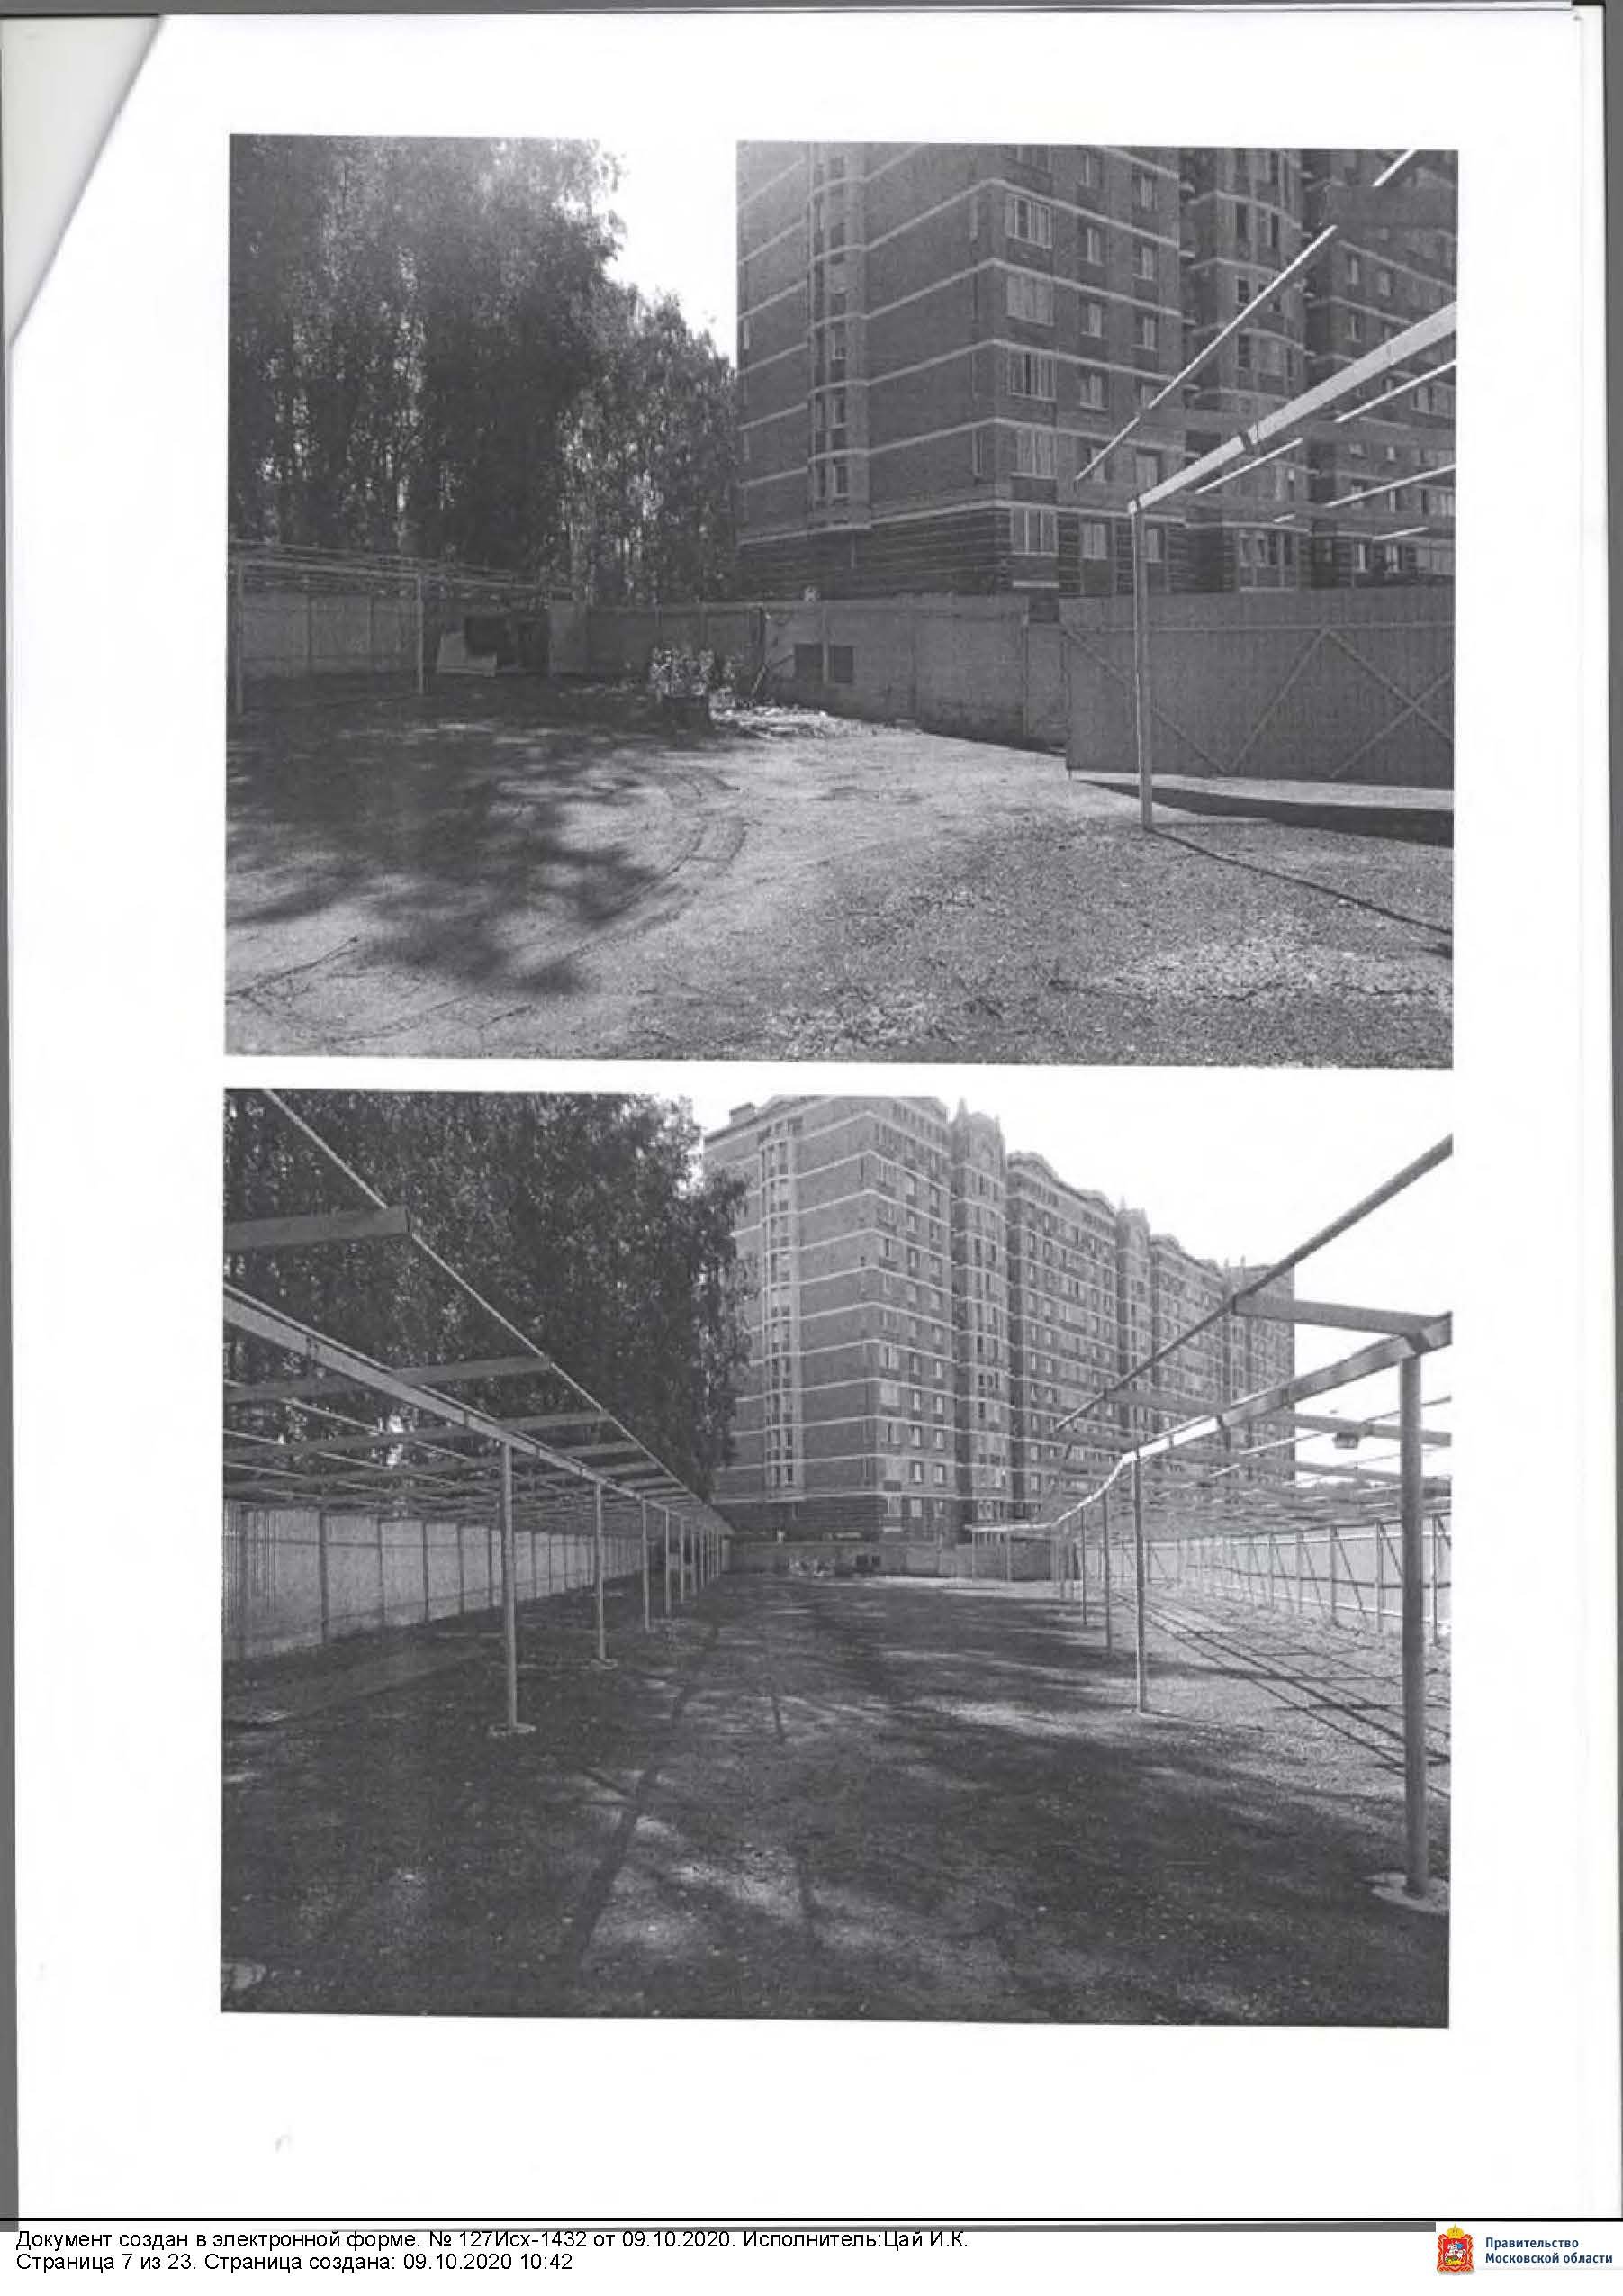 Документ создан в электронной форме. № 127Исх-1432 от 09.10.2020. Исполнитель:Цай И.К.
Страница 7 из 23. Страница создана: 09.10.2020 10:42
Правительство
Московской области